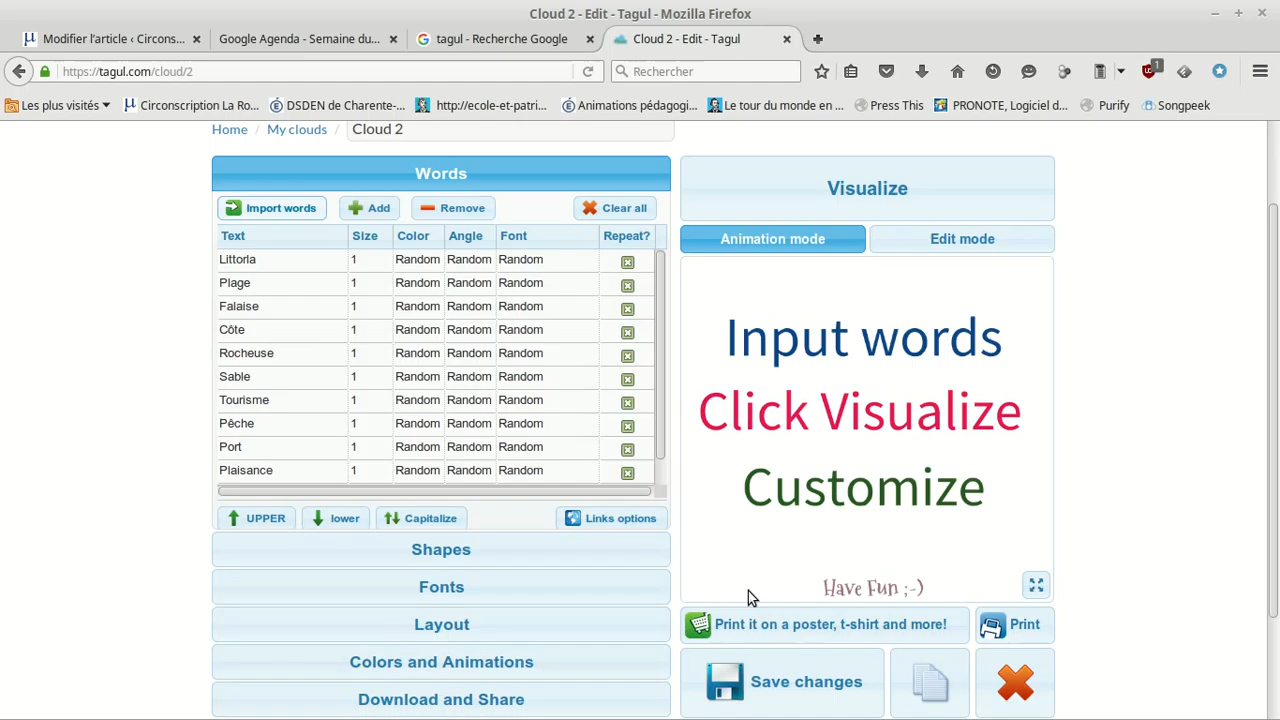 Cloud 2 - Edit - Tagul - Mozilla Firefox
Modifier l'article ‹ Circons...
Google Agenda - Semaine du...
tagul - Recherche Google
Cloud 2 - Edit - Tagul
https://tagul.com/cloud/2
Rechercher
1
Les plus visités
Circonscription La Ro...
DSDEN de Charente-...
http://ecole-et-patri...
Animations pédagogi...
Le tour du monde en ...
Press This
PRONOTE, Logiciel d...
Purify
Songpeek
Home / My clouds / Cloud 2
Words
Import words
Add
Remove
Clear all
Text Size Color Angle Font Repeat?
Littorla 1 Random Random Random
Plage 1 Random Random Random
Falaise 1 Random Random Random
Côte 1 Random Random Random
Rocheuse 1 Random Random Random
Sable 1 Random Random Random
Tourisme 1 Random Random Random
Pêche 1 Random Random Random
Port 1 Random Random Random
Plaisance 1 Random Random Random
UPPER
lower
Capitalize
Links options
Shapes
Fonts
Layout
Colors and Animations
Download and Share
Visualize
Animation mode
Edit mode
Input words
Click Visualize
Customize
Have Fun ;-)
Print it on a poster, t-shirt and more!
Print
Save changes